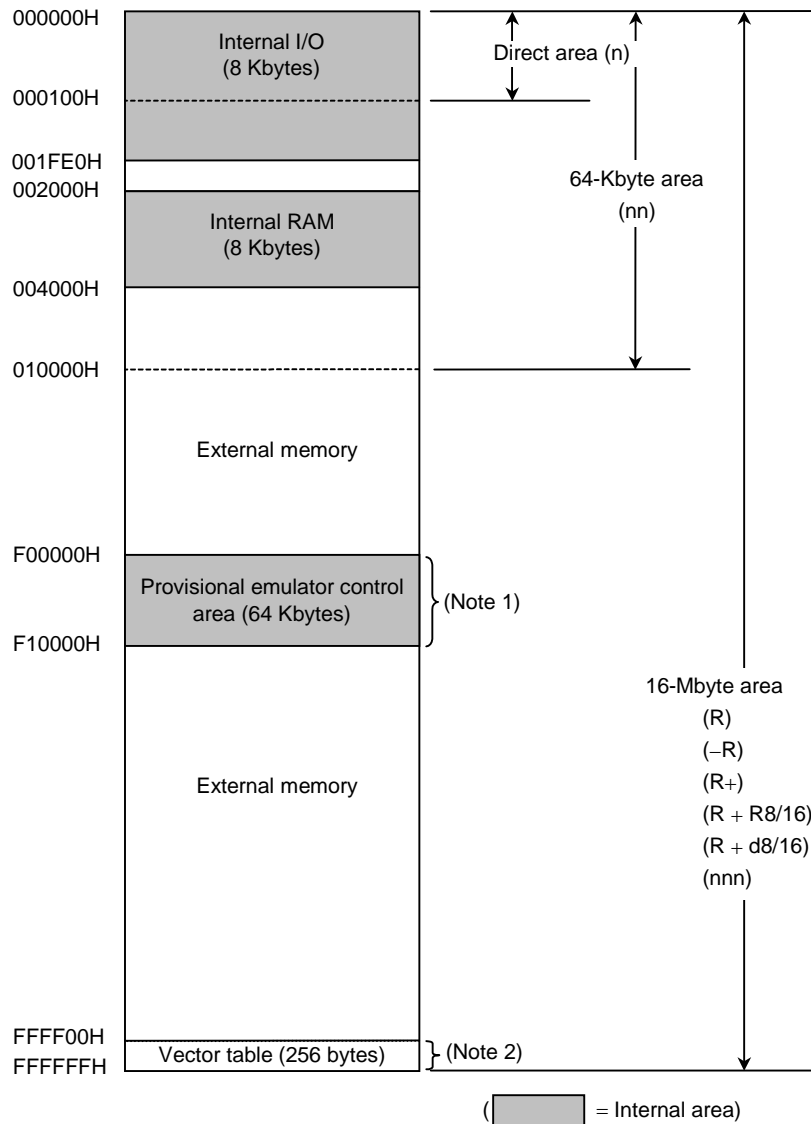 000000H
Internal I/O
(8 Kbytes)
Direct area (n)
000100H
001FE0H
002000H
64-Kbyte area
(nn)
Internal RAM
(8 Kbytes)
004000H
010000H
External memory
F00000H
Provisional emulator control
area (64 Kbytes)
(Note 1)
F10000H
16-Mbyte area
(R)
(−R)
(R+)
(R + R8/16)
(R + d8/16)
(nnn)
External memory
FFFF00H
Vector table (256 bytes)
(Note 2)
FFFFFFH
( = Internal area)